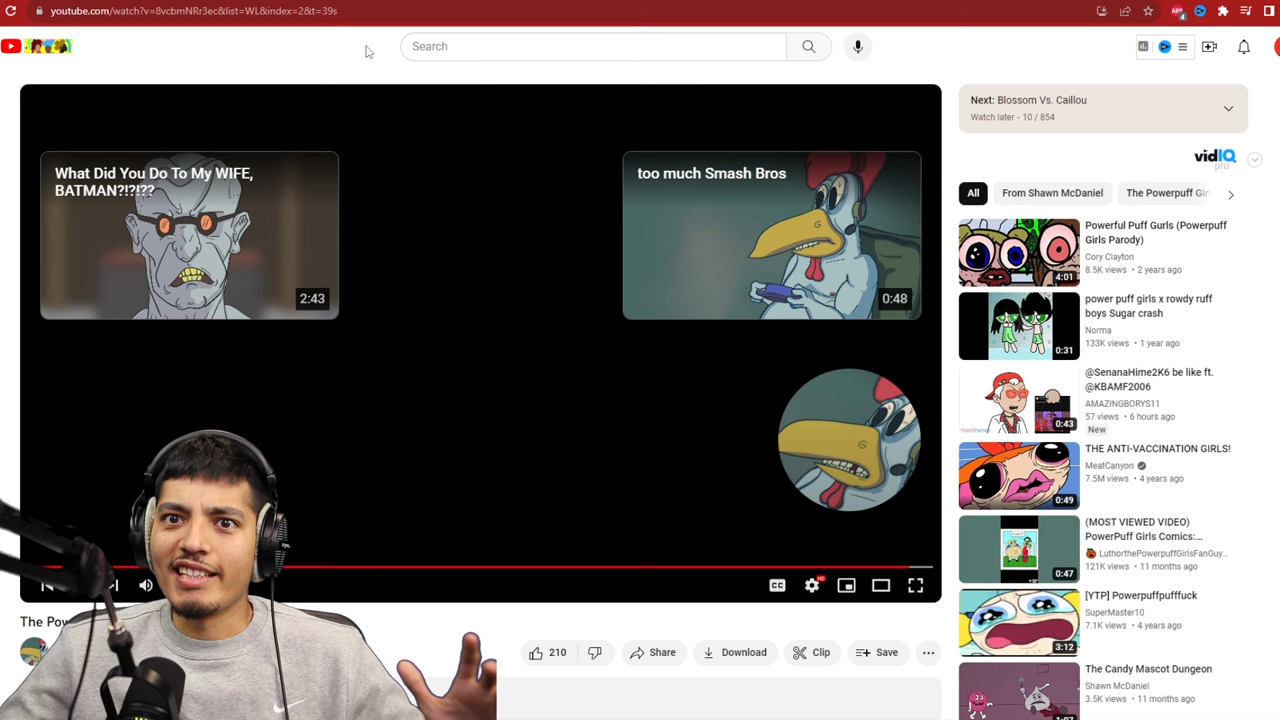 youtube.com/watch?v=8vcbmNRr3ec&list=WL&index=2&t=39s
Search
What Did You Do To My WIFE,
BATMAN?!?!??
2:43
too much Smash Bros
0:48
CC
HD
The Pow
210
Share
Download
Clip
Save
Next: Blossom Vs. Caillou
Watch later - 10 / 854
vidIQ
pro
All
From Shawn McDaniel
The Powerpuff Gir
Powerful Puff Gurls (Powerpuff
Girls Parody)
Cory Clayton
8.5K views • 2 years ago
4:01
power puff girls x rowdy ruff
boys Sugar crash
Norma
133K views • 1 year ago
0:31
@SenanaHime2K6 be like ft.
@KBAMF2006
AMAZINGBORYS11
57 views • 6 hours ago
New
0:43
THE ANTI-VACCINATION GIRLS!
MeatCanyon
7.5M views • 4 years ago
0:49
(MOST VIEWED VIDEO)
PowerPuff Girls Comics:...
LuthorthePowerpuffGirlsFanGuy...
121K views • 11 months ago
0:47
[YTP] Powerpuffpufffuck
SuperMaster10
7.1K views • 4 years ago
3:12
The Candy Mascot Dungeon
Shawn McDaniel
3.5K views • 11 months ago